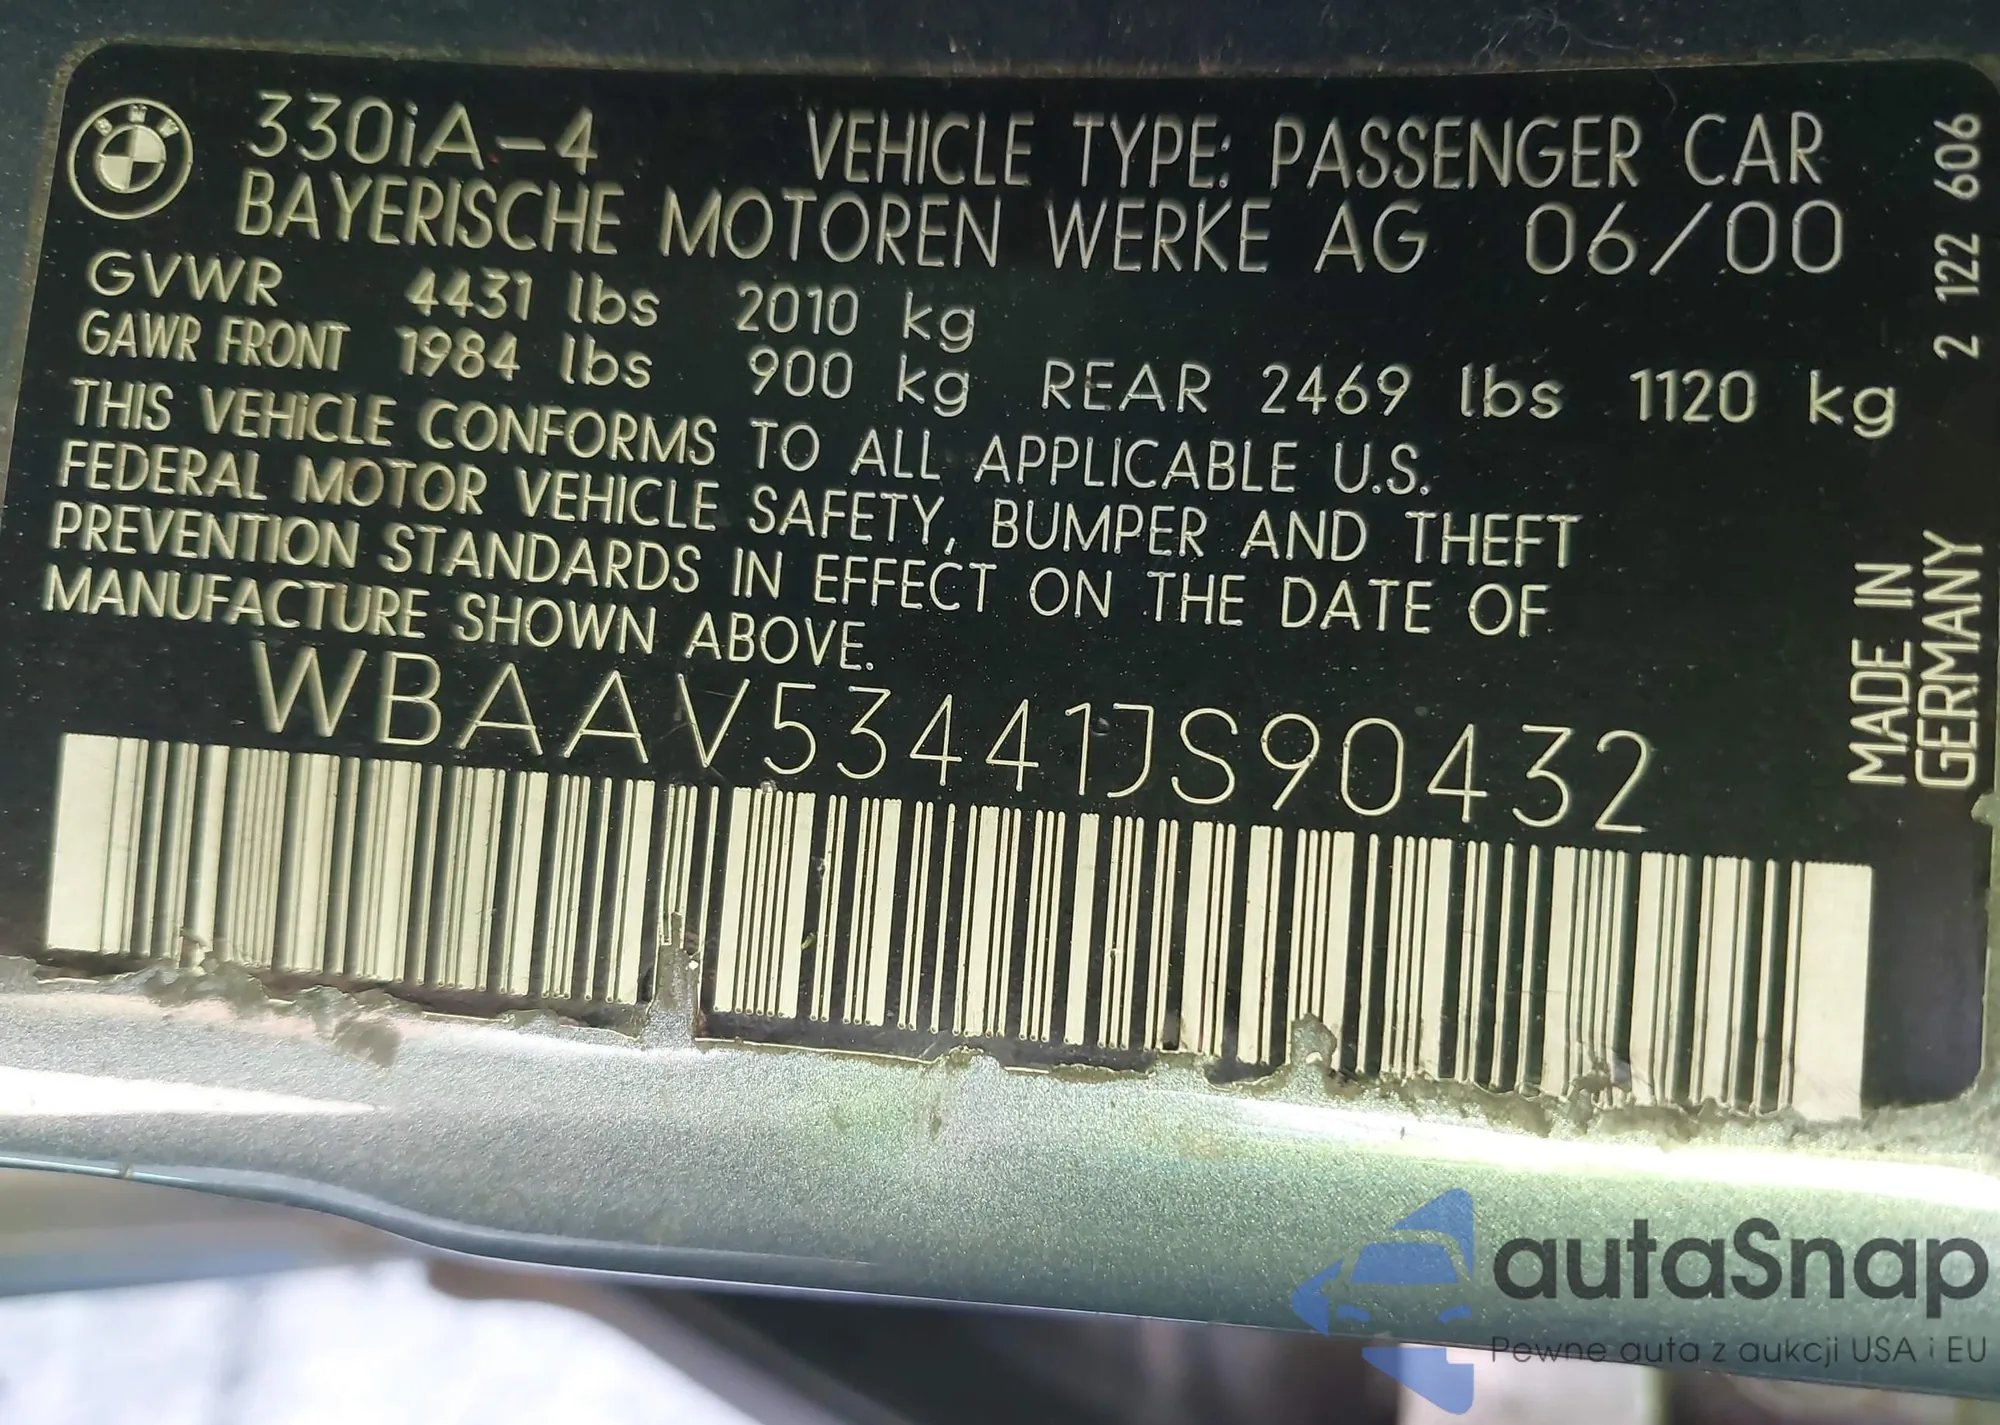 BMW
330iA-4 VEHICLE TYPE: PASSENGER CAR
BAYERISCHE MOTOREN WERKE AG 06/00
GVWR 4431 lbs 2010 kg
GAWR FRONT 1984 lbs 900 kg REAR 2469 lbs 1120 kg
THIS VEHICLE CONFORMS TO ALL APPLICABLE U.S.
FEDERAL MOTOR VEHICLE SAFETY, BUMPER AND THEFT
PREVENTION STANDARDS IN EFFECT ON THE DATE OF
MANUFACTURE SHOWN ABOVE.
WBAAV53441JS90432
2 122 606
MADE IN
GERMANY
autaSnap
Pewne auta z aukcji USA i EU